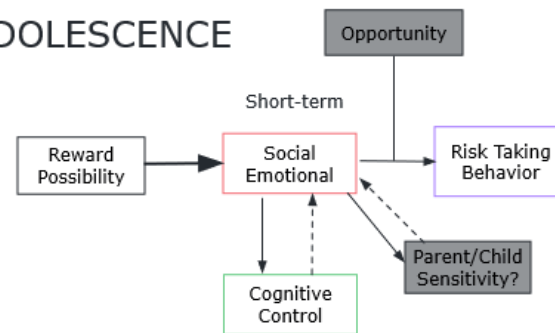 DOLESCENCE
Opportunity
Short-term
Reward
Possibility
Social
Emotional
Risk Taking
Behavior
Parent/Child
Sensitivity?
Cognitive
Control